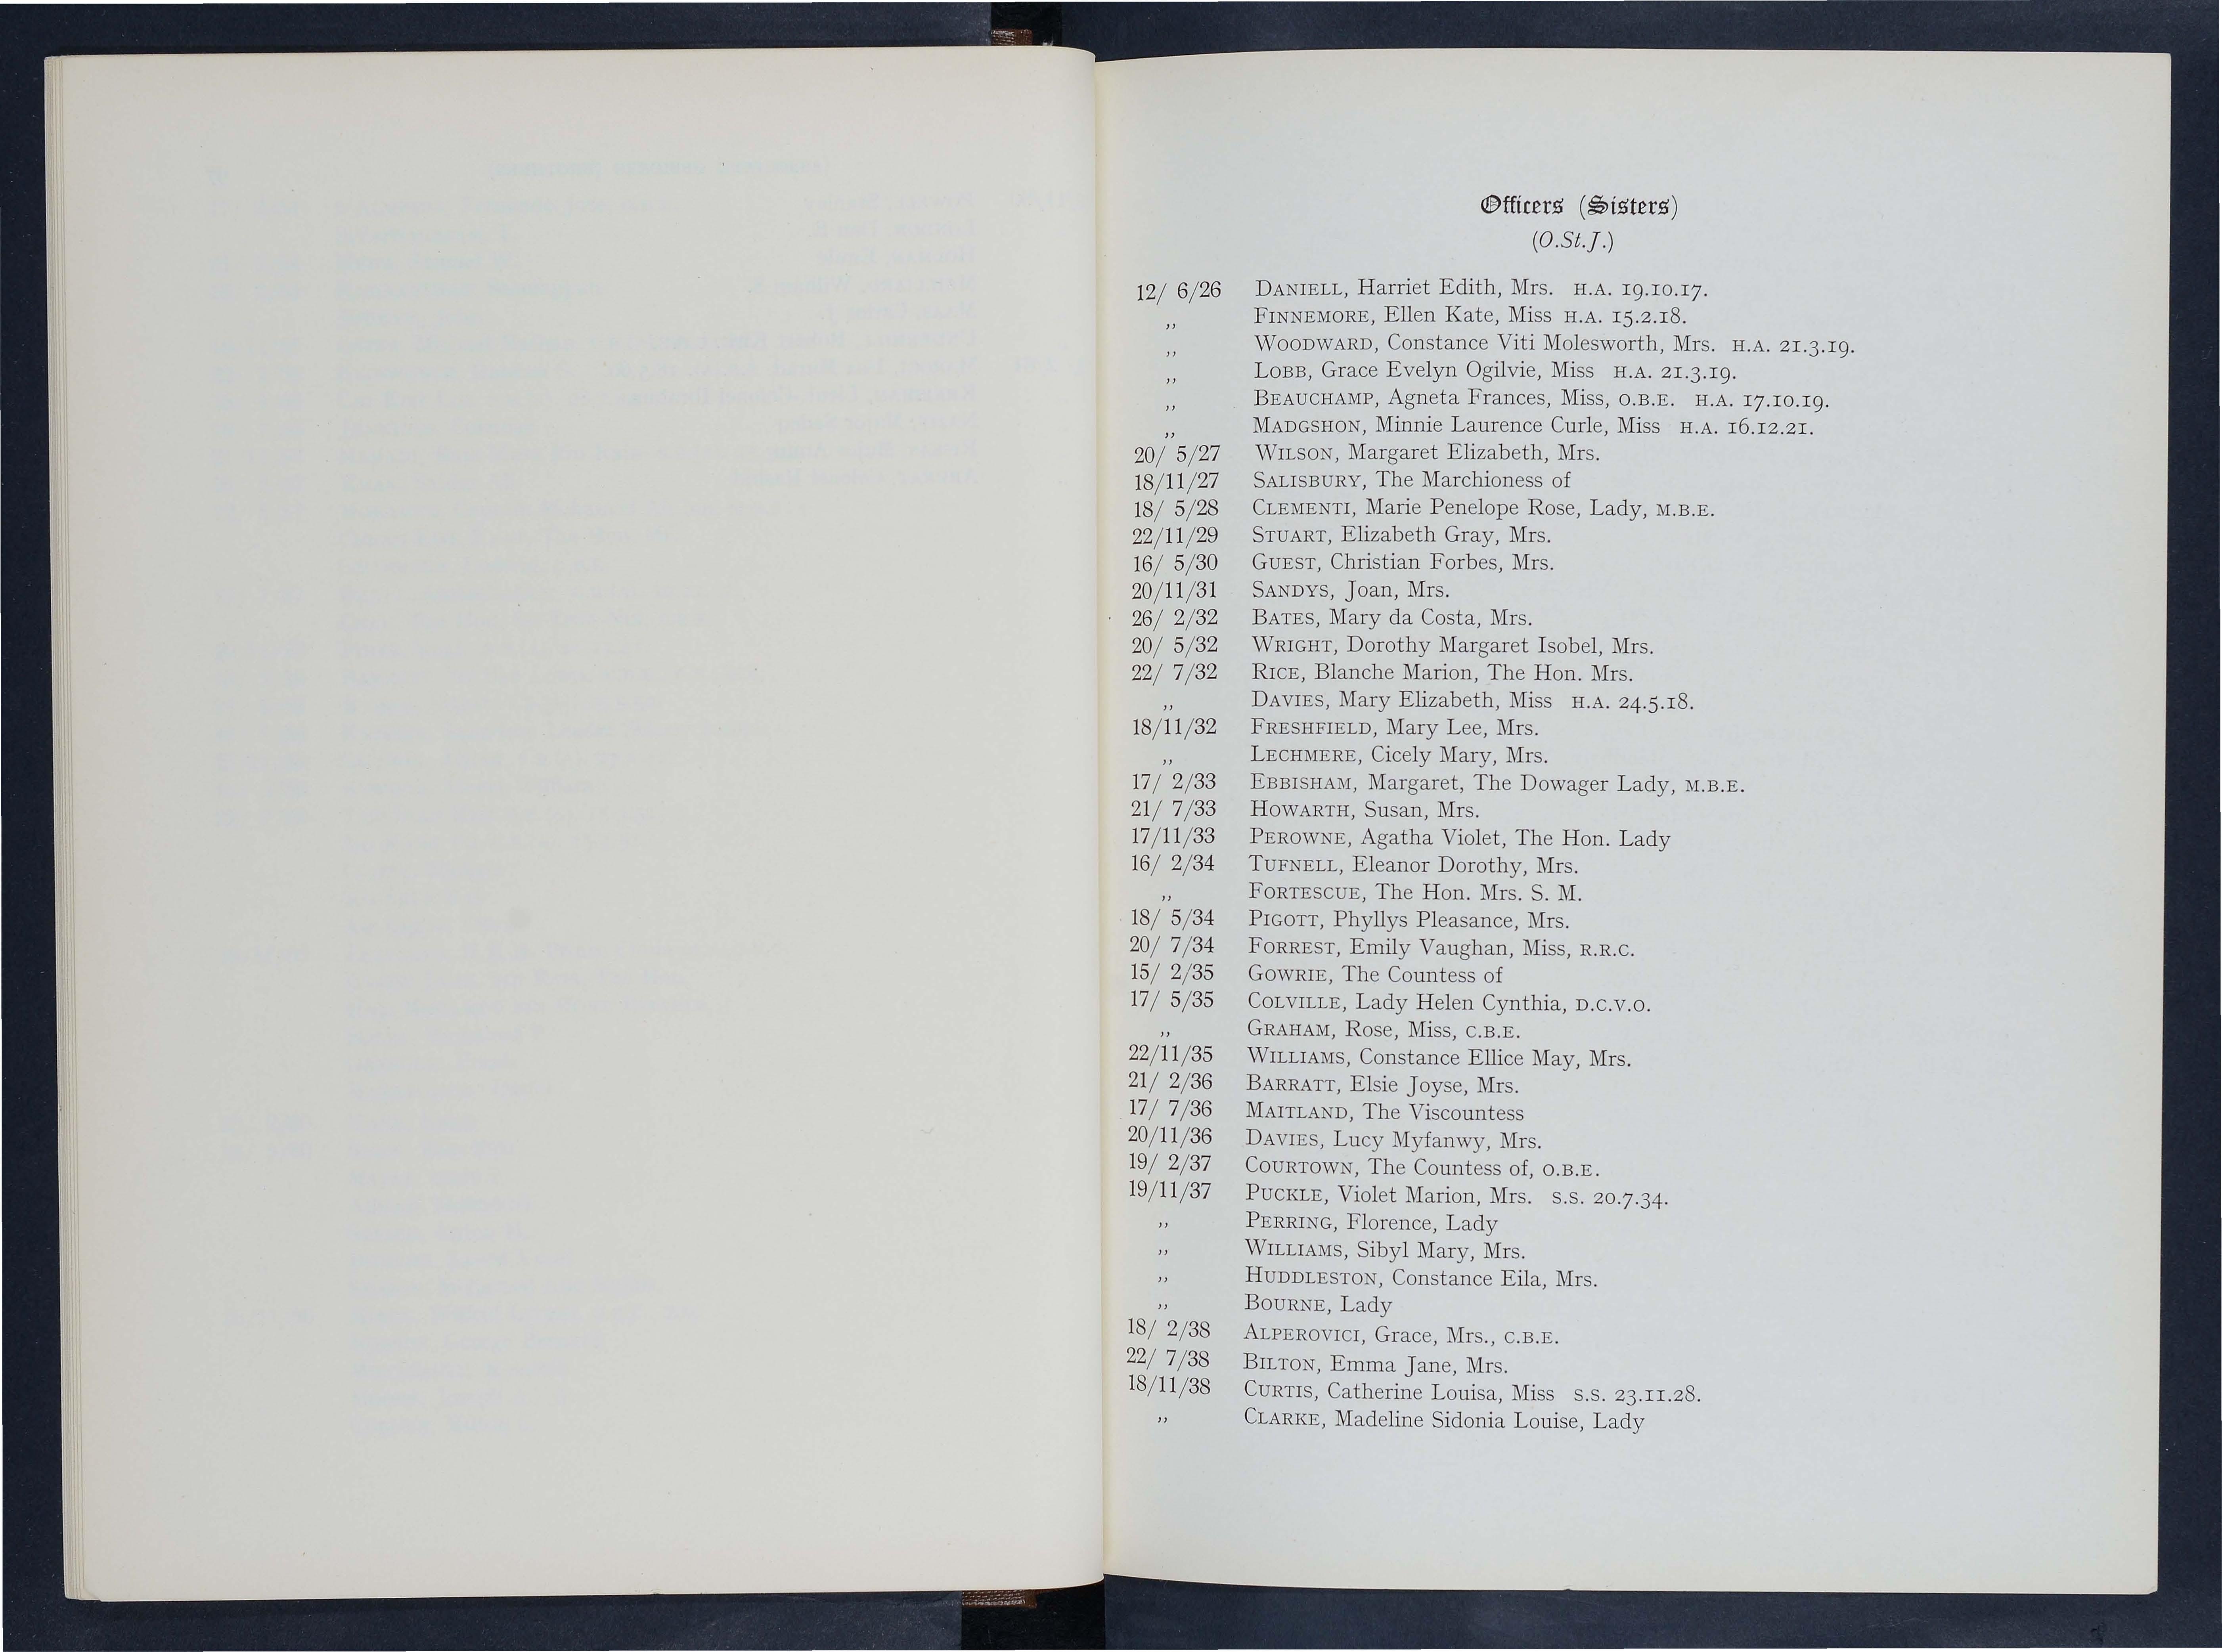 Officers (Sisters)
(O.St.J.)
12/ 6/26 DANIELL, Harriet Edith, Mrs. H.A. 19.10.17.
,, FINNEMORE, Ellen Kate, Miss H.A. 15.2.18.
,, WOODWARD, Constance Viti Molesworth, Mrs. H.A. 21.3.19.
,, LOBB, Grace Evelyn Ogilvie, Miss H.A. 21.3.19.
,, BEAUCHAMP, Agneta Frances, Miss, O.B.E. H.A. 17.10.19.
,, MADGSHON, Minnie Laurence Curle, Miss H.A. 16.12.21.
20/ 5/27 WILSON, Margaret Elizabeth, Mrs.
18/11/27 SALISBURY, The Marchioness of
18/ 5/28 CLEMENTI, Marie Penelope Rose, Lady, M.B.E.
22/11/29 STUART, Elizabeth Gray, Mrs.
16/ 5/30 GUEST, Christian Forbes, Mrs.
20/11/31 SANDYS, Joan, Mrs.
26/ 2/32 BATES, Mary da Costa, Mrs.
20/ 5/32 WRIGHT, Dorothy Margaret Isobel, Mrs.
22/ 7/32 RICE, Blanche Marion, The Hon. Mrs.
,, DAVIES, Mary Elizabeth, Miss H.A. 24.5.18.
18/11/32 FRESHFIELD, Mary Lee, Mrs.
,, LECHMERE, Cicely Mary, Mrs.
17/ 2/33 EBBISHAM, Margaret, The Dowager Lady, M.B.E.
21/ 7/33 HOWARTH, Susan, Mrs.
17/11/33 PEROWNE, Agatha Violet, The Hon. Lady
16/ 2/34 TUFNELL, Eleanor Dorothy, Mrs.
,, FORTESCUE, The Hon. Mrs. S. M.
18/ 5/34 PIGOTT, Phyllys Pleasance, Mrs.
20/ 7/34 FORREST, Emily Vaughan, Miss, R.R.C.
15/ 2/35 GOWRIE, The Countess of
17/ 5/35 COLVILLE, Lady Helen Cynthia, D.C.V.O.
,, GRAHAM, Rose, Miss, C.B.E.
22/11/35 WILLIAMS, Constance Ellice May, Mrs.
21/ 2/36 BARRATT, Elsie Joyse, Mrs.
17/ 7/36 MAITLAND, The Viscountess
20/11/36 DAVIES, Lucy Myfanwy, Mrs.
19/ 2/37 COURTOWN, The Countess of, O.B.E.
19/11/37 PUCKLE, Violet Marion, Mrs. S.S. 20.7.34.
,, PERRING, Florence, Lady
,, WILLIAMS, Sibyl Mary, Mrs.
,, HUDDLESTON, Constance Eila, Mrs.
,, BOURNE, Lady
18/ 2/38 ALPEROVICI, Grace, Mrs., C.B.E.
22/ 7/38 BILTON, Emma Jane, Mrs.
18/11/38 CURTIS, Catherine Louisa, Miss S.S. 23.11.28.
,, CLARKE, Madeline Sidonia Louise, Lady